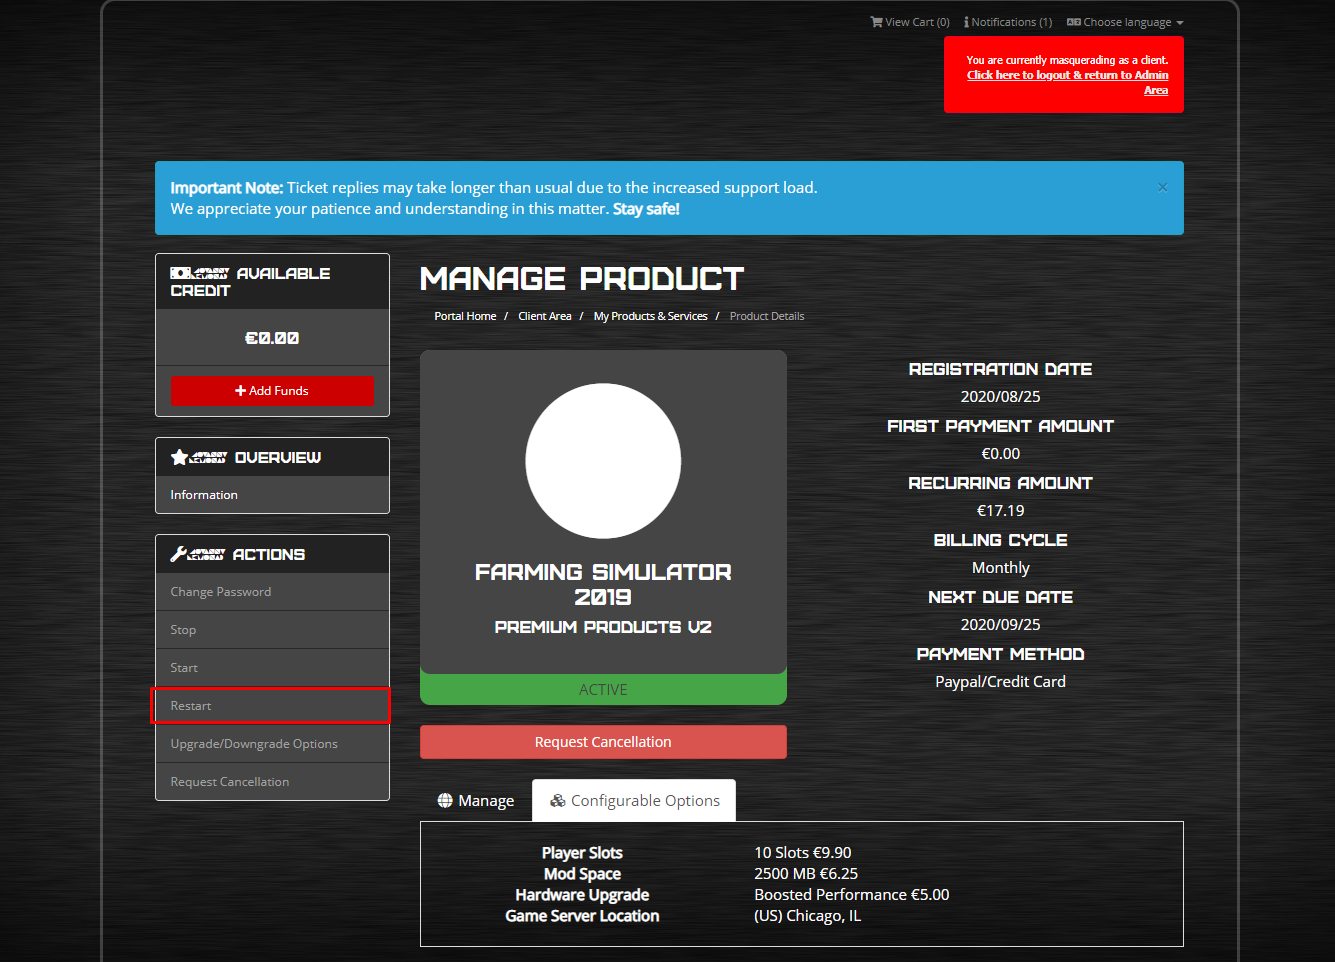 View Cart (0) Notifications (1) Choose language
You are currently masquerading as a client.
Click here to logout & return to Admin
Area
Important Note: Ticket replies may take longer than usual due to the increased support load.
×
We appreciate your patience and understanding in this matter. Stay safe!
AVAILABLE
CREDIT
€0.00
Add Funds
OVERVIEW
Information
ACTIONS
Change Password
Stop
Start
Restart
Upgrade/Downgrade Options
Request Cancellation
MANAGE PRODUCT
Portal Home / Client Area / My Products & Services / Product Details
FARMING SIMULATOR
2019
PREMIUM PRODUCTS V2
ACTIVE
Request Cancellation
REGISTRATION DATE
2020/08/25
FIRST PAYMENT AMOUNT
€0.00
RECURRING AMOUNT
€17.19
BILLING CYCLE
Monthly
NEXT DUE DATE
2020/09/25
PAYMENT METHOD
Paypal/Credit Card
Manage Configurable Options
Player Slots 10 Slots €9.90
Mod Space 2500 MB €6.25
Hardware Upgrade Boosted Performance €5.00
Game Server Location (US) Chicago, IL